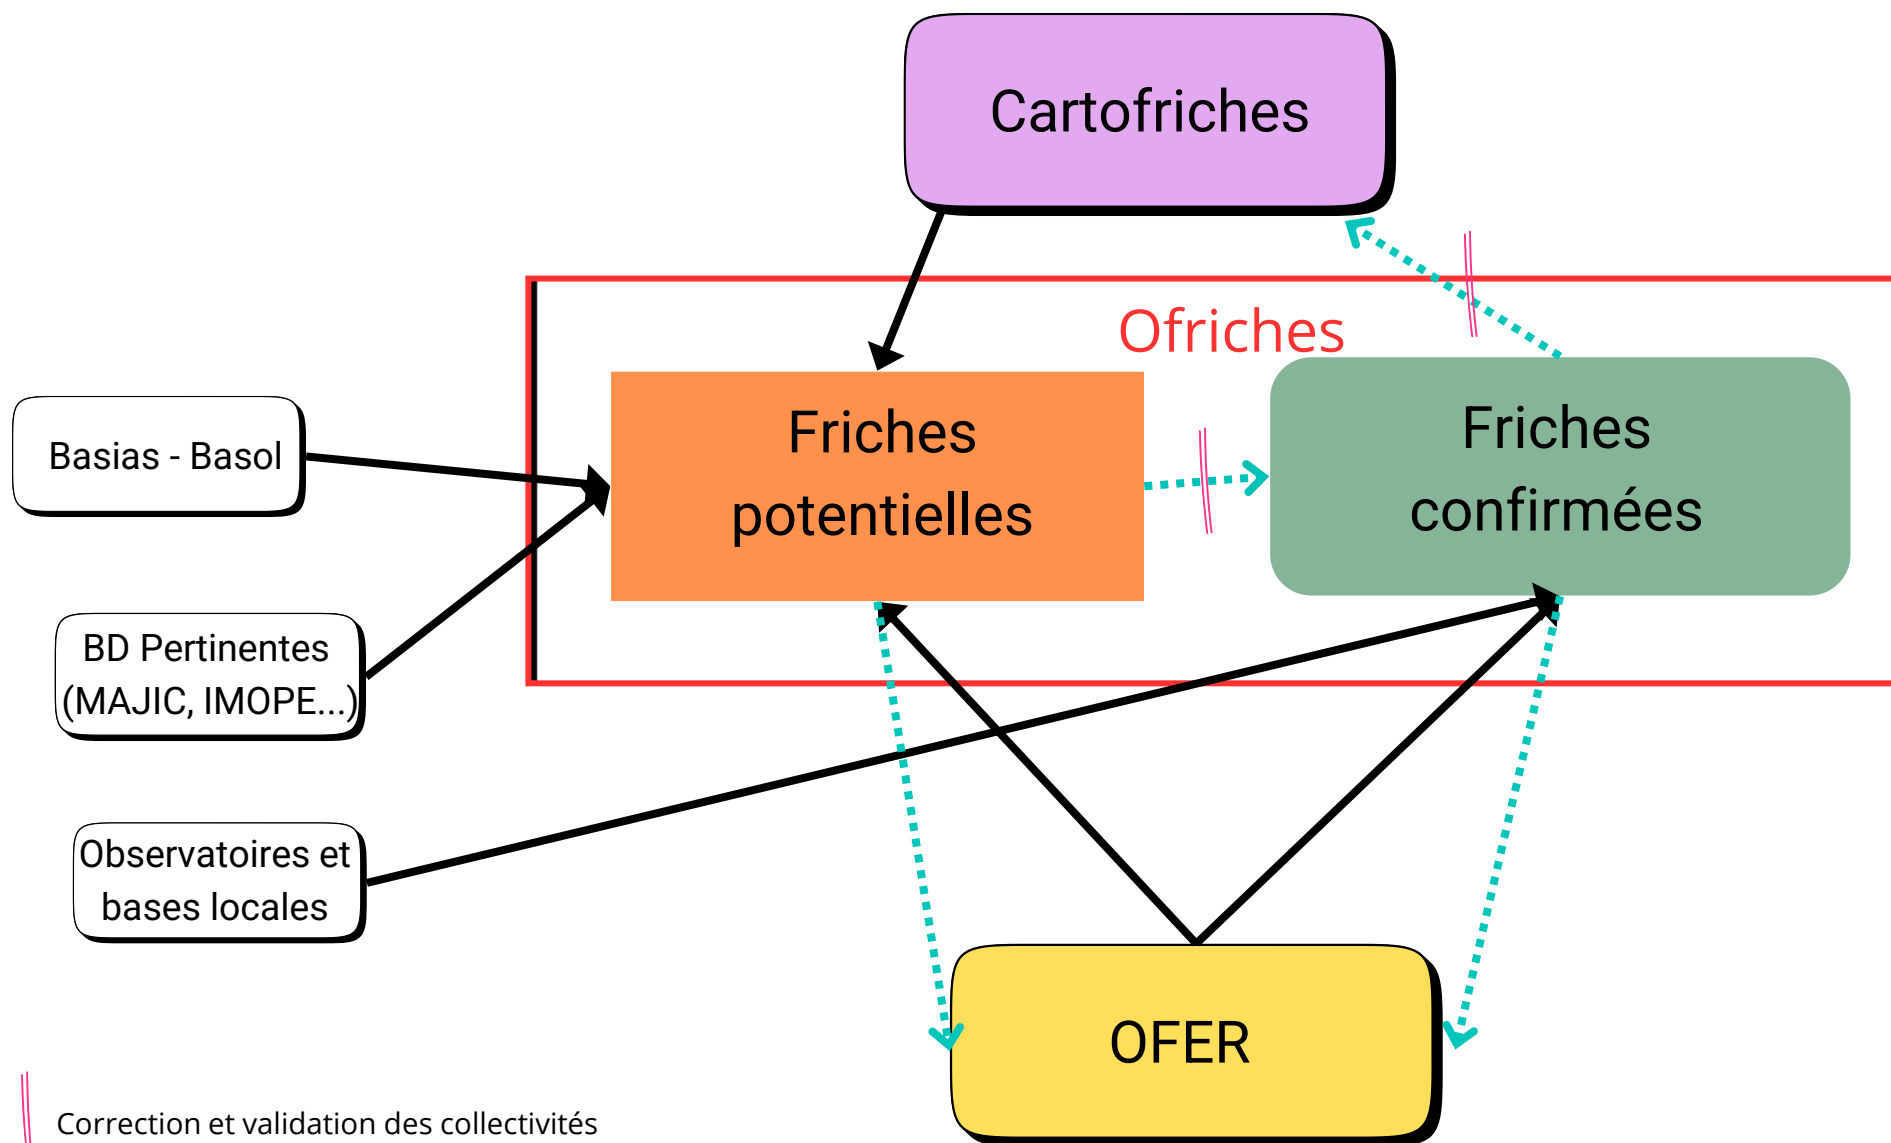 Cartofriches
Ofriches
Friches
potentielles
Friches
confirmées
Basias - Basol
BD Pertinentes
(MAJIC, IMOPE...)
Observatoires et
bases locales
OFER
Correction et validation des collectivités